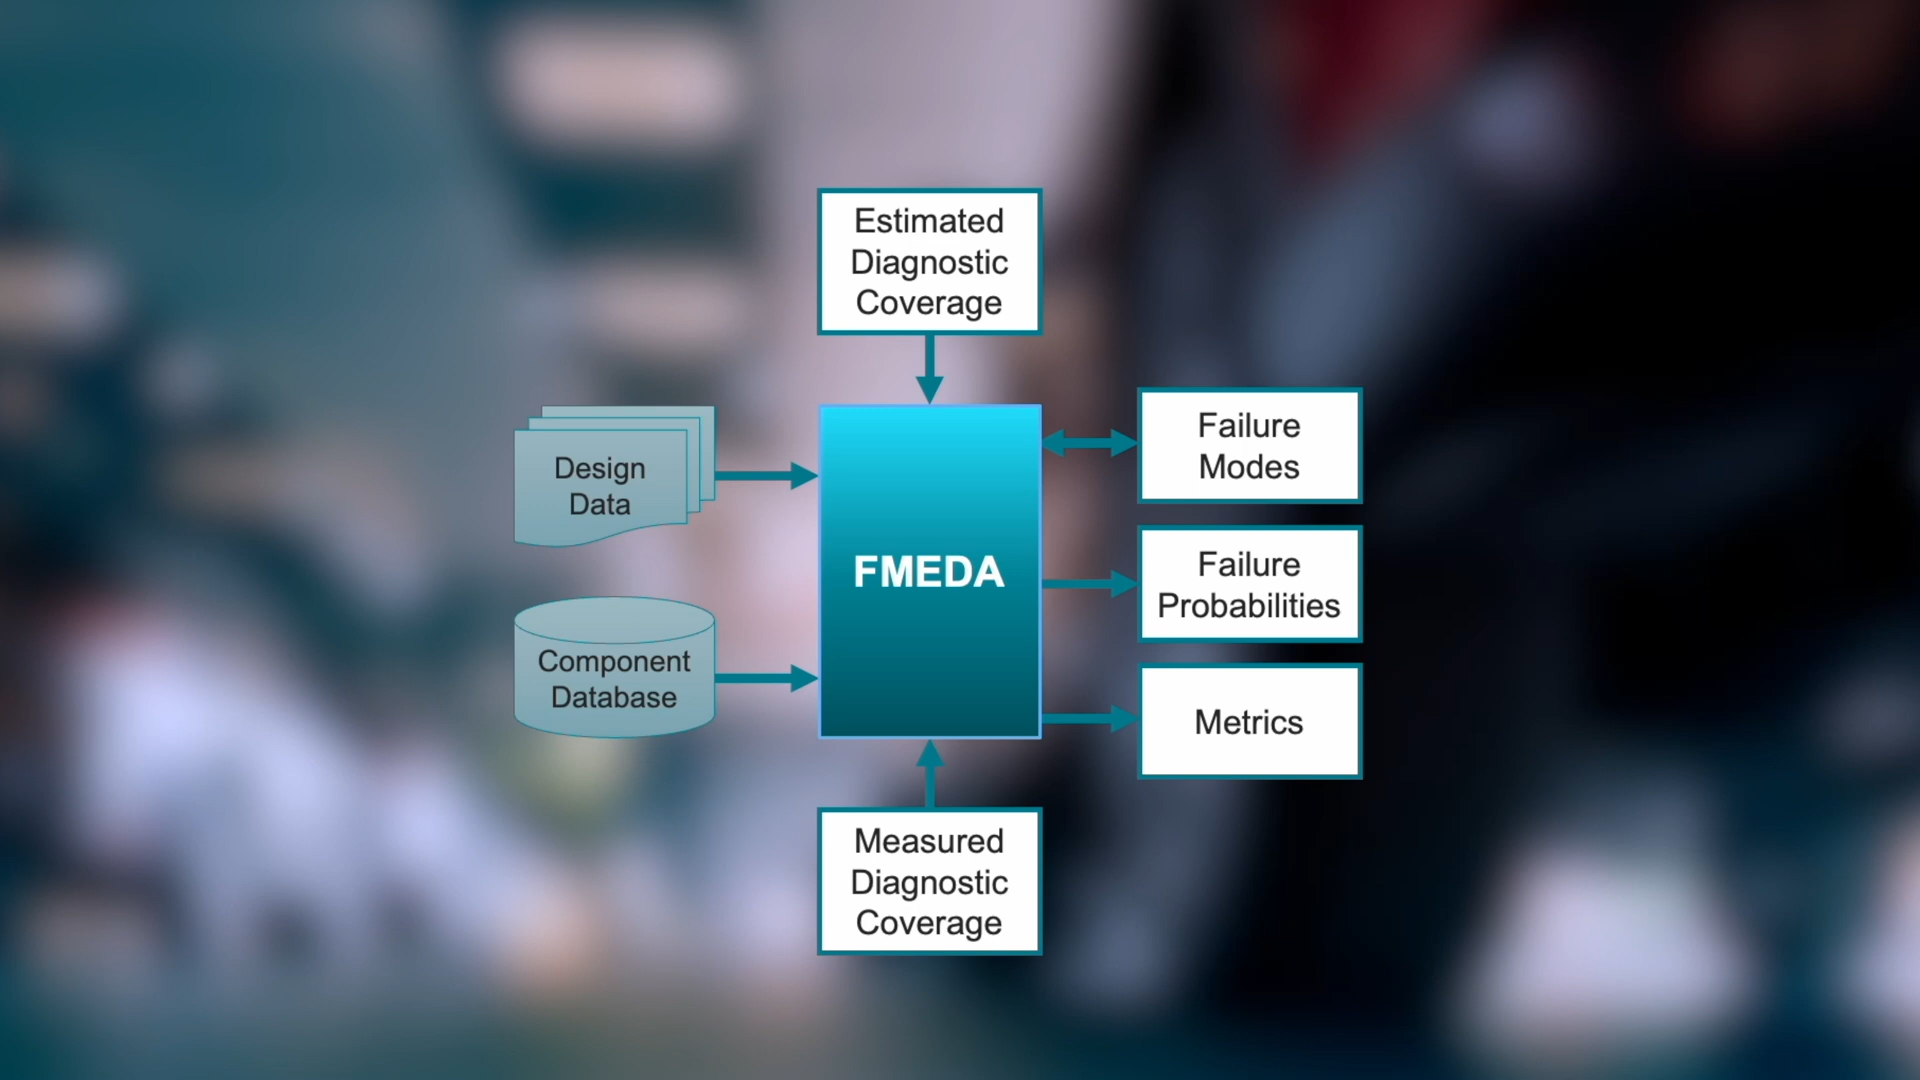 Estimated
Diagnostic
Coverage
Design
Data
Component
Database
FMEDA
Failure
Modes
Failure
Probabilities
Metrics
Measured
Diagnostic
Coverage